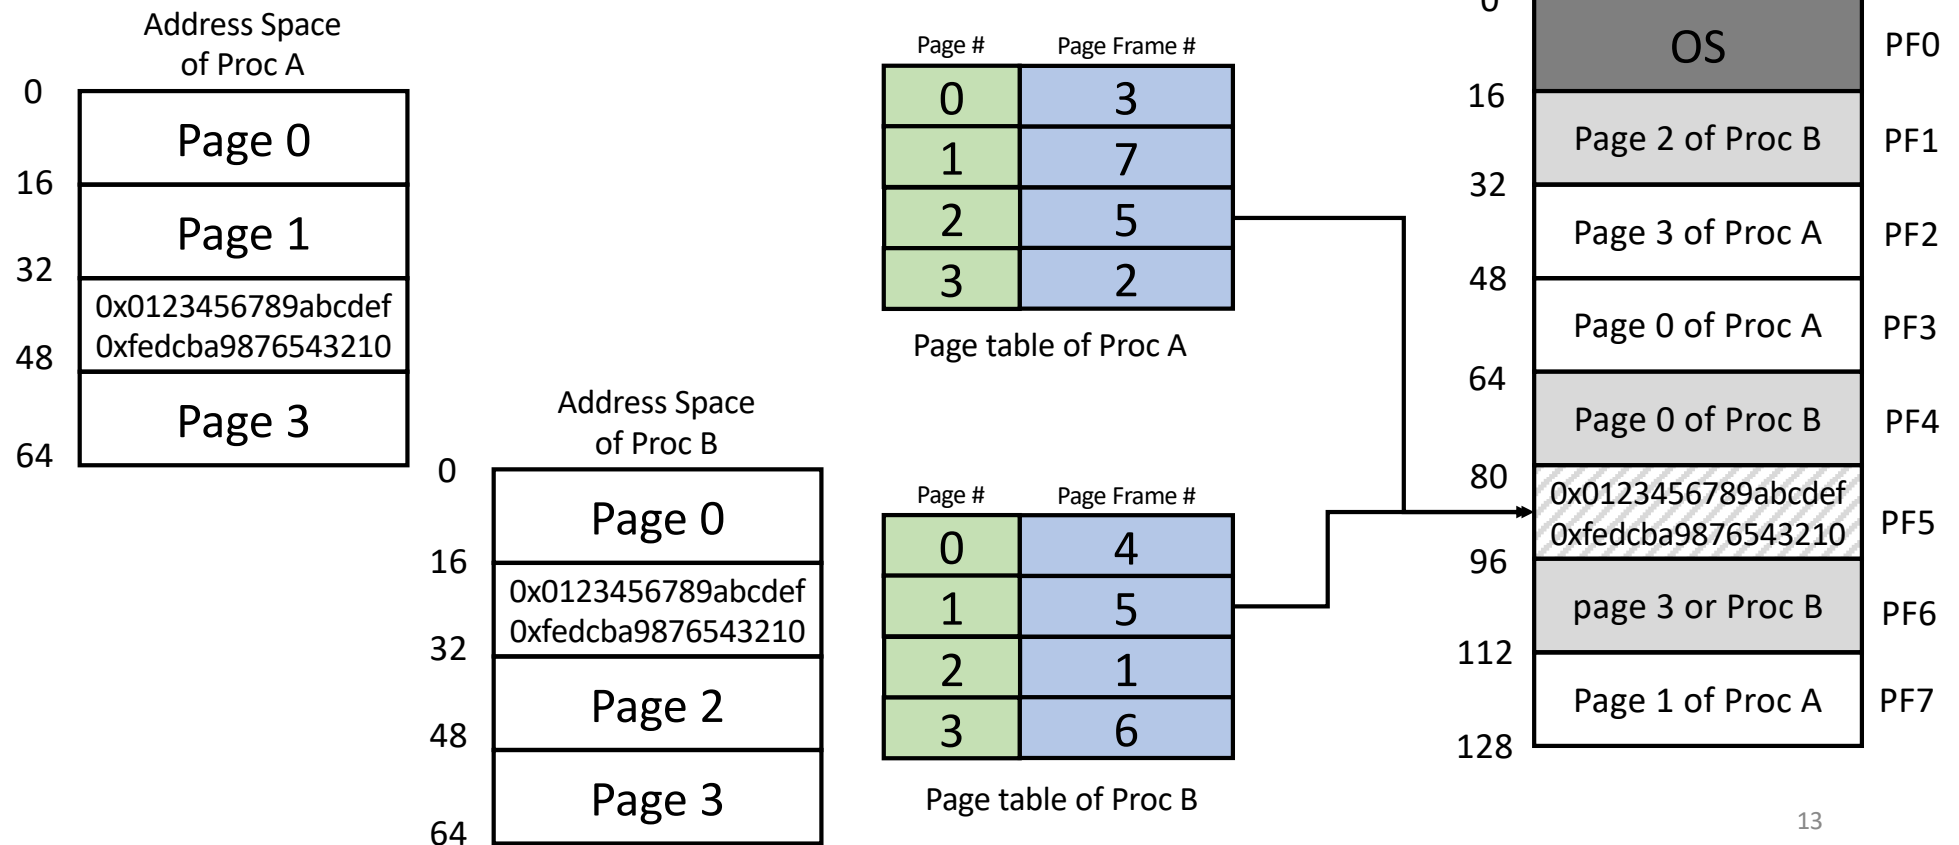 Address Space
of Proc A
0
Page 0
16
Page 1
32
0x0123456789abcdef
0xfedcba9876543210
48
Page 3
64
Address Space
of Proc B
0
Page 0
16
0x0123456789abcdef
0xfedcba9876543210
32
Page 2
48
Page 3
64
Page # Page Frame #
0 3
1 7
2 5
3 2
Page table of Proc A
Page # Page Frame #
0 4
1 5
2 1
3 6
Page table of Proc B
0
OS PF0
16
Page 2 of Proc B PF1
32
Page 3 of Proc A PF2
48
Page 0 of Proc A PF3
64
Page 0 of Proc B PF4
80
0x0123456789abcdef
0xfedcba9876543210 PF5
96
page 3 or Proc B PF6
112
Page 1 of Proc A PF7
128
13